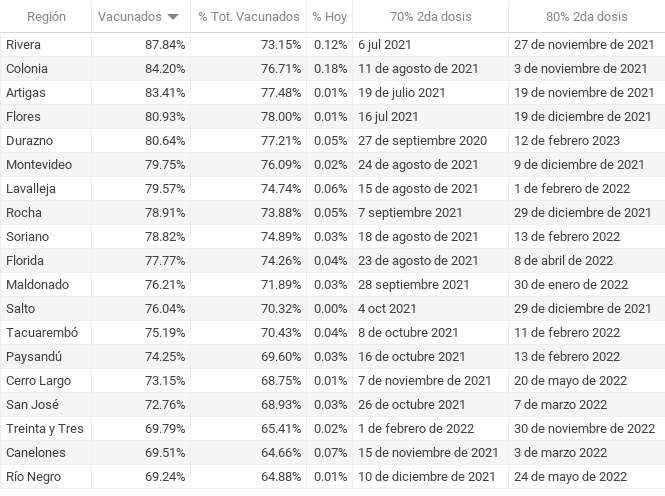 Región Vacunados % Tot. Vacunados % Hoy 70% 2da dosis 80% 2da dosis
Rivera 87.84% 73.15% 0.12% 6 jul 2021 27 de noviembre de 2021
Colonia 84.20% 76.71% 0.18% 11 de agosto de 2021 3 de noviembre de 2021
Artigas 83.41% 77.48% 0.01% 19 de julio de 2021 19 de noviembre de 2021
Flores 80.93% 78.00% 0.01% 16 jul 2021 19 de diciembre de 2021
Durazno 80.64% 77.21% 0.05% 27 de septiembre 2020 12 de febrero 2023
Montevideo 79.75% 76.09% 0.02% 24 de agosto de 2021 9 de diciembre de 2021
Lavalleja 79.57% 74.74% 0.06% 15 de agosto de 2021 1 de febrero de 2022
Rocha 78.91% 73.88% 0.05% 7 septiembre 2021 29 de diciembre de 2021
Soriano 78.82% 74.89% 0.03% 18 de agosto de 2021 13 de febrero 2022
Florida 77.77% 74.26% 0.04% 23 de agosto de 2021 8 de abril de 2022
Maldonado 76.21% 71.89% 0.03% 28 septiembre 2021 30 de enero de 2022
Salto 76.04% 70.32% 0.00% 4 oct 2021 29 de diciembre de 2021
Tacuarembó 75.19% 70.43% 0.04% 8 de octubre 2021 11 de febrero 2022
Paysandú 74.25% 69.60% 0.03% 16 de octubre 2021 13 de febrero 2022
Cerro Largo 73.15% 68.75% 0.01% 7 de noviembre de 2021 20 de mayo de 2022
San José 72.76% 68.93% 0.03% 26 de octubre 2021 7 de marzo 2022
Treinta y Tres 69.79% 65.41% 0.02% 1 de febrero de 2022 30 de noviembre de 2022
Canelones 69.51% 64.66% 0.07% 15 de noviembre de 2021 3 de marzo 2022
Río Negro 69.24% 64.88% 0.01% 10 de diciembre de 2021 24 de mayo de 2022